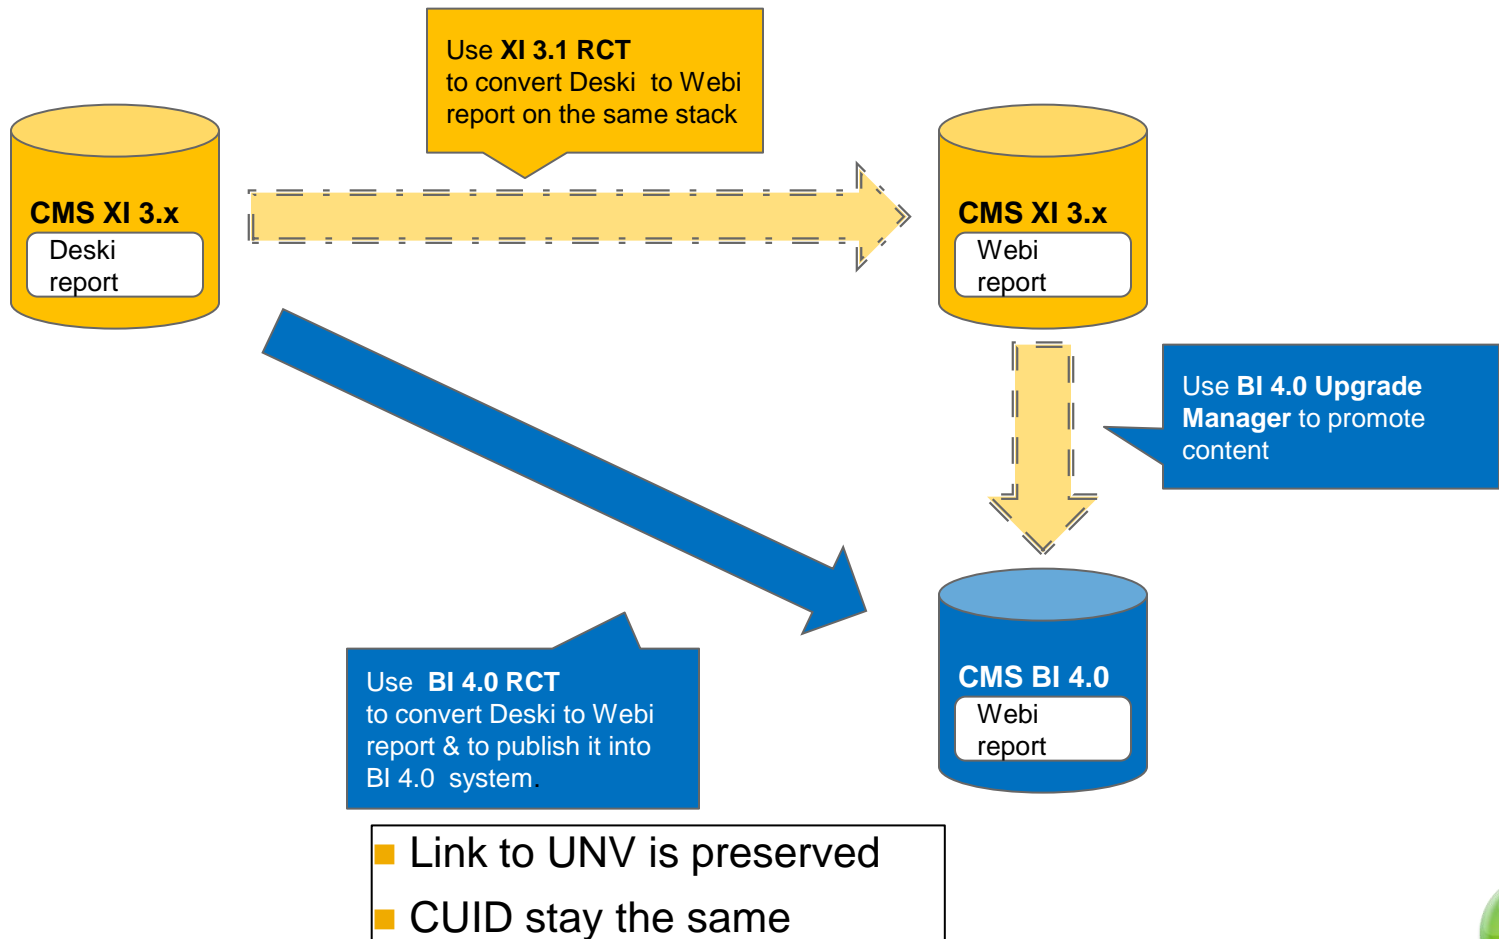 Use XI 3.1 RCT
to convert Deski to Webi
report on the same stack
CMS XI 3.x
Deski
report
CMS XI 3.x
Webi
report
Use BI 4.0 Upgrade
Manager to promote
content
Use BI 4.0 RCT
to convert Deski to Webi
report & to publish it into
BI 4.0 system.
CMS BI 4.0
Webi
report
Link to UNV is preserved
CUID stay the same